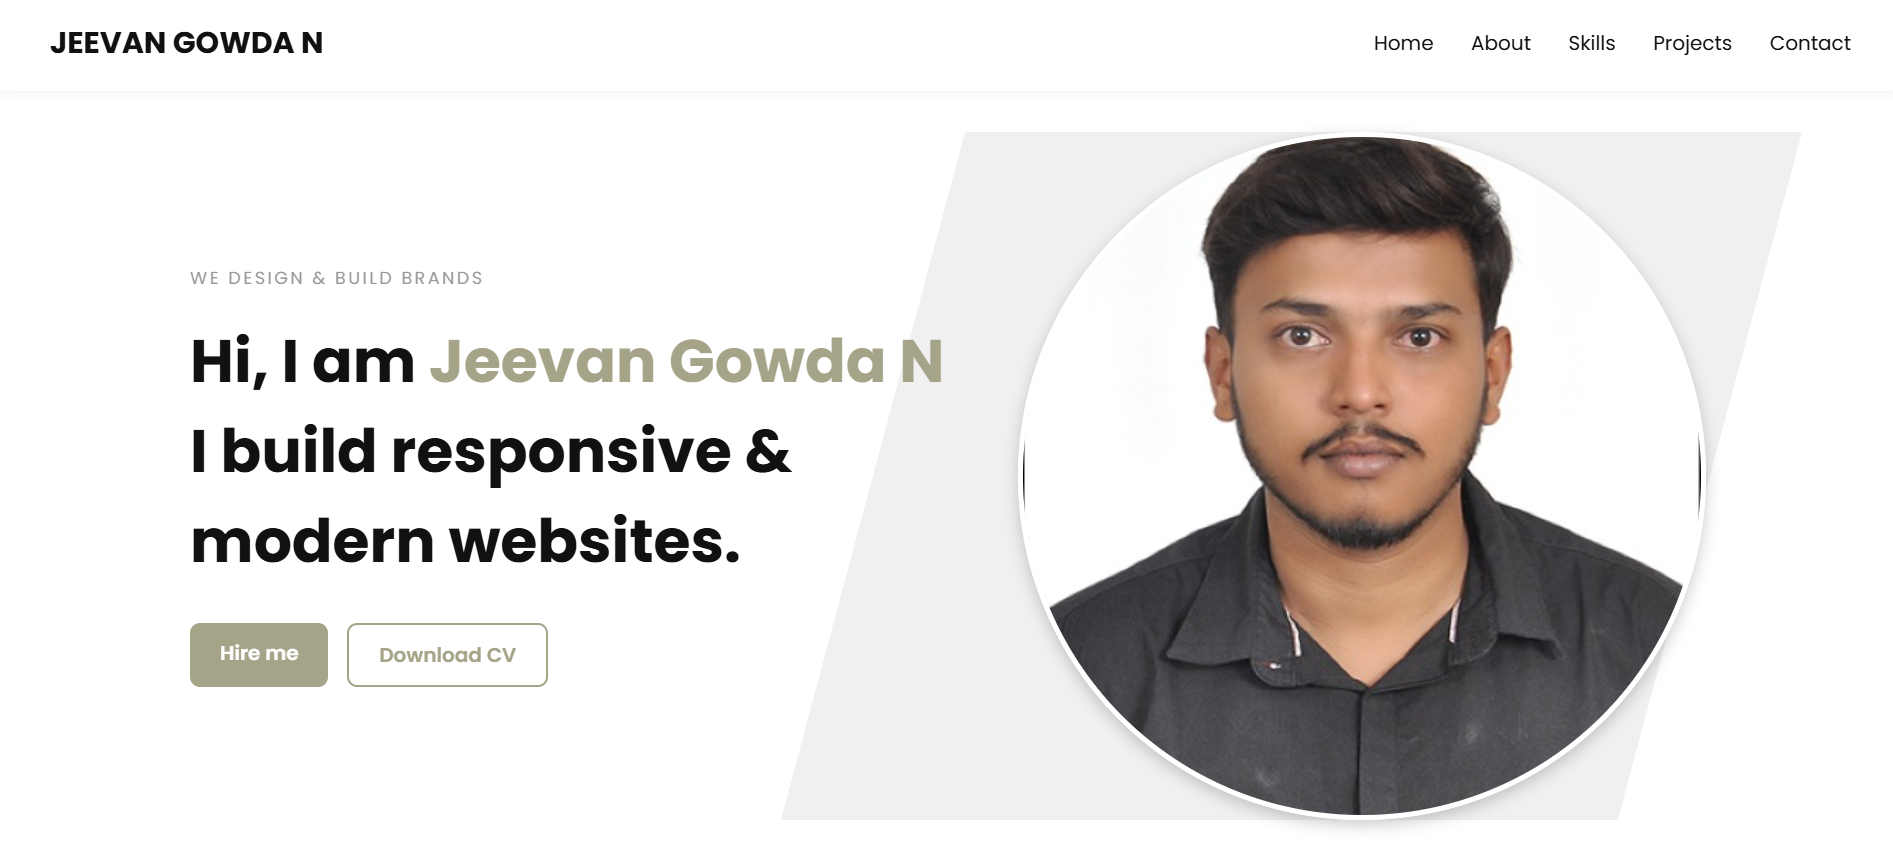 JEEVAN GOWDA N
Home About Skills Projects Contact
WE DESIGN & BUILD BRANDS
Hi, I am Jeevan Gowda N
I build responsive &
modern websites.
Hire me
Download CV